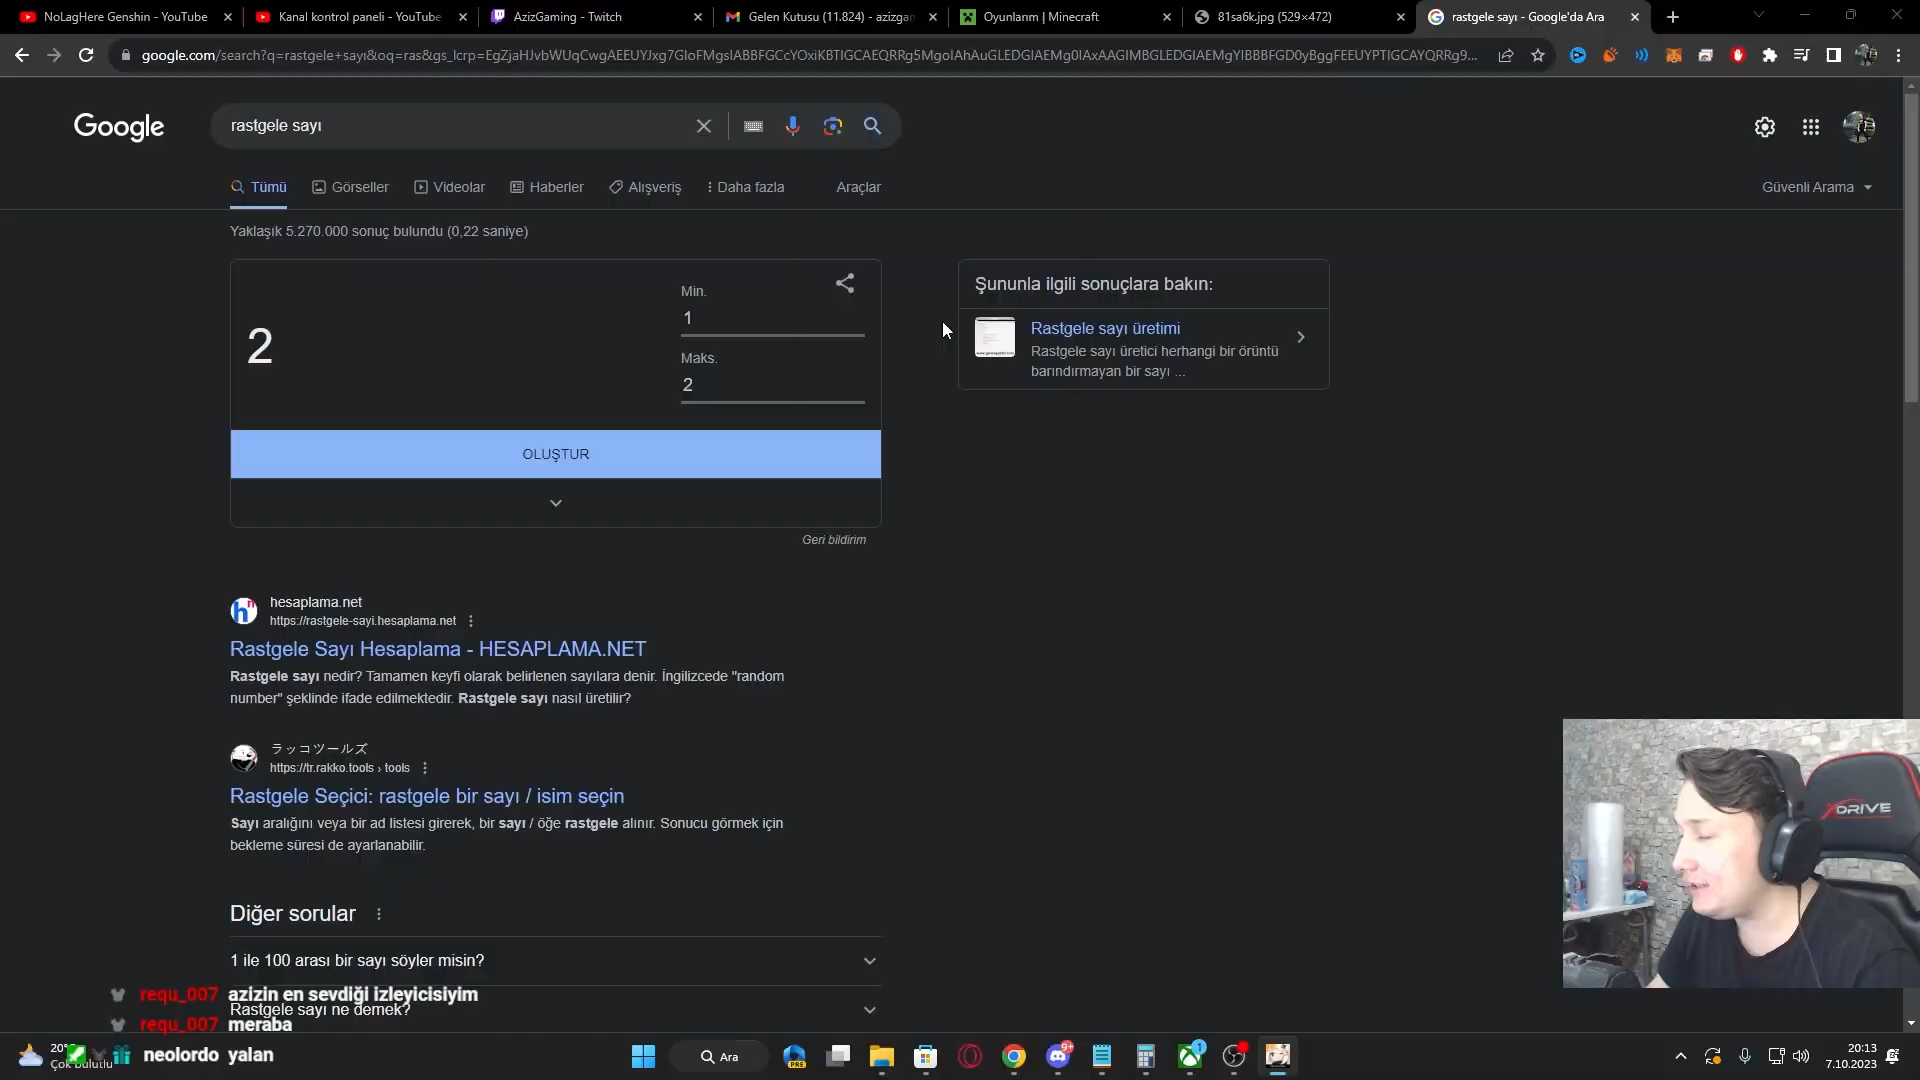 NoLagHere Genshin - YouTube
Kanal kontrol paneli - YouTube
AzizGaming - Twitch
Gelen Kutusu (11.824) - azizgan
Oyunlarım | Minecraft
81sa6k.jpg (529×472)
rastgele sayı - Google'da Ara
google.com/search?q=rastgele+sayı&oq=ras&gs_lcrp=
Google
rastgele sayı
Tümü
Görseller
Videolar
Haberler
Alışveriş
Daha fazla
Araçlar
Güvenli Arama
Yaklaşık 5.270.000 sonuç bulundu (0,22 saniye)
2
Min.
1
Maks.
2
OLUŞTUR
Geri bildirim
Şununla ilgili sonuçlara bakın:
Rastgele sayı üretimi
Rastgele sayı üretici herhangi bir örüntü
barındırmayan bir sayı ...
hesaplama.net
https://rastgele-sayi.hesaplama.net
Rastgele Sayı Hesaplama - HESAPLAMA.NET
Rastgele sayı nedir? Tamamen keyfi olarak belirlenen sayılara denir. İngilizcede "random
number" şeklinde ifade edilmektedir. Rastgele sayı nasıl üretilir?
ラッコツールズ
https://tr.rakko.tools › tools
Rastgele Seçici: rastgele bir sayı / isim seçin
Sayı aralığını veya bir ad listesi girerek, bir sayı / öğe rastgele alınır. Sonucu görmek için
bekleme süresi de ayarlanabilir.
Diğer sorular
1 ile 100 arası bir sayı söyler misin?
requ_007 azizin en sevdiği izleyicisiyim
Rastgele sayı ne demek?
requ_007 meraba
neolordo yalan
20°
Çok bulutlu
Ara
PRE
9+
1
20:13
7.10.2023
DRIVE